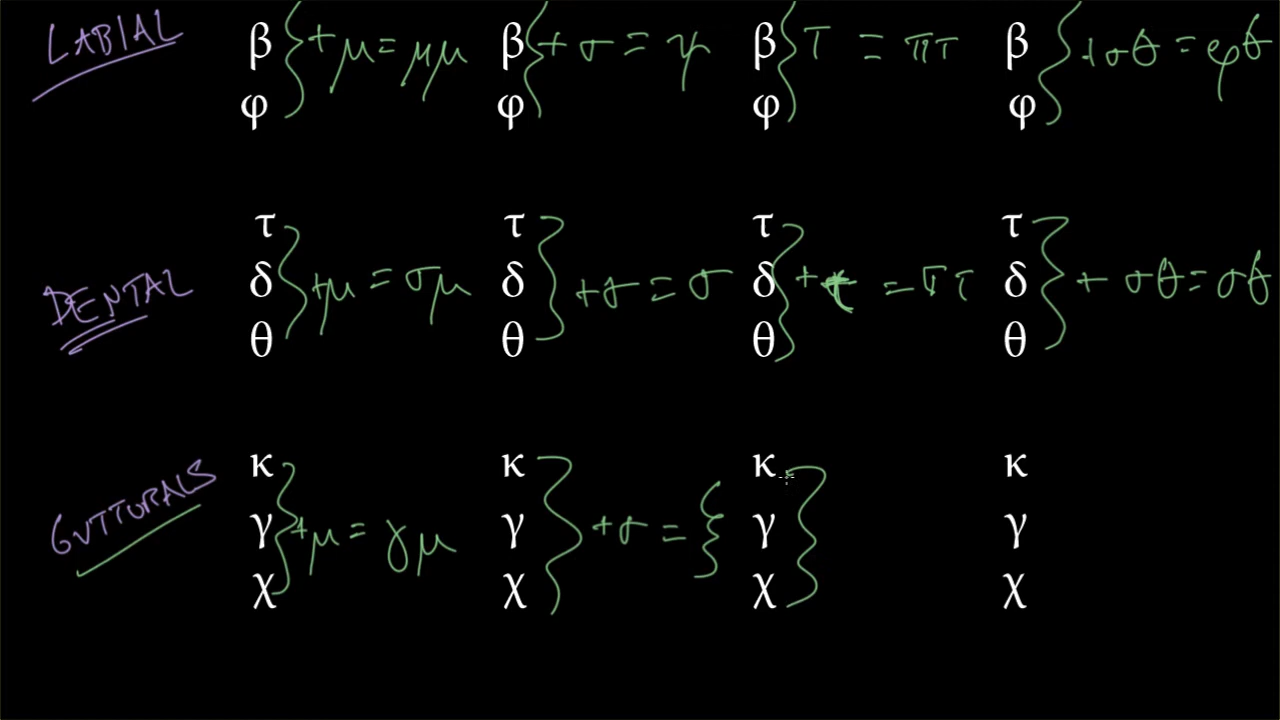 LABIAL β } + μ = μμ β } + σ = ψ β } τ = πτ β } + σθ = φθ
φ φ φ φ
τ τ τ τ
DENTAL δ } + μ = σμ δ } + σ = σ δ } + τ = στ δ } + σθ = σθ
θ θ θ θ
κ κ κ κ
GUTTURALS γ } + μ = γμ γ } + σ = ξ γ } γ
χ χ χ χ